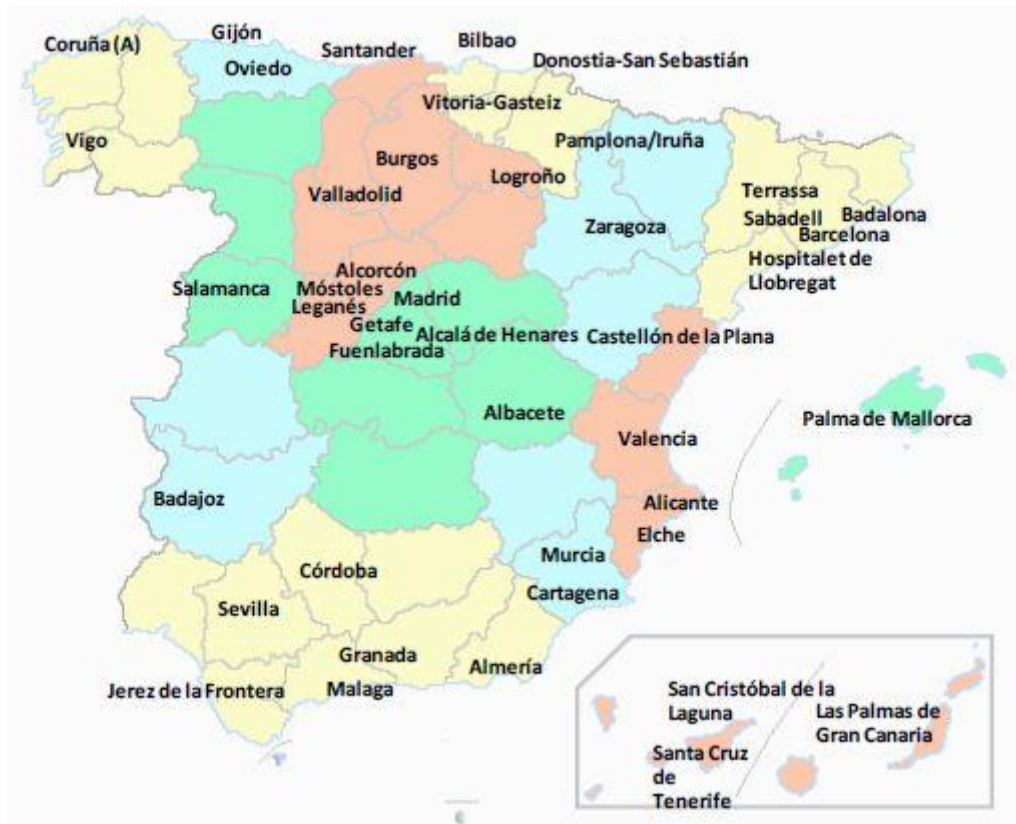 Gijón
Bilbao
Coruña (A)
Santander
Donostia-San Sebastián
Oviedo
Vitoria-Gasteiz
Vigo
Pamplona/Iruña
Burgos
Logroño
Valladolid
Terrassa
Zaragoza
Sabadell
Badalona
Barcelona
Hospitalet de
Llobregat
Alcorcón
Salamanca
Móstoles
Madrid
Leganés
Getafe
Alcalá de Henares
Castellón de la Plana
Fuenlabrada
Albacete
Palma de Mallorca
Valencia
Badajoz
Alicante
Elche
Murcia
Córdoba
Cartagena
Sevilla
Granada
Almería
Jerez de la Frontera
Malaga
San Cristóbal de la
Laguna
Las Palmas de
Gran Canaria
Santa Cruz
de
Tenerife